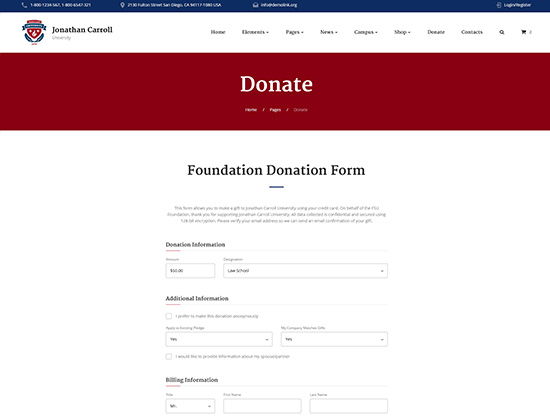 1-800-1234-567, 1-800-6547-321
2130 Fulton Street San Diego, CA 94117-1080 USA
info@demolink.org
Login/Register
Jonathan Carroll
University
Home Elements Pages News Campus Shop Donate Contacts 0
Donate
Home / Pages / Donate
Foundation Donation Form
This form allows you to make a gift to Jonathan Carroll University using your credit card. On behalf of the
Foundation, thank you for supporting Jonathan Carroll University. All data collected is confidential and secured using
128-bit encryption. Please verify your email address so we can send an email confirmation of your gift.
Donation Information
Amount Designation
$50.00 Law School
Additional Information
I prefer to make this donation anonymously
Apply to Existing Pledge My Company Matches Gifts
Yes Yes
I would like to provide information about my spouse/partner
Billing Information
Title First Name Last Name
Mr.